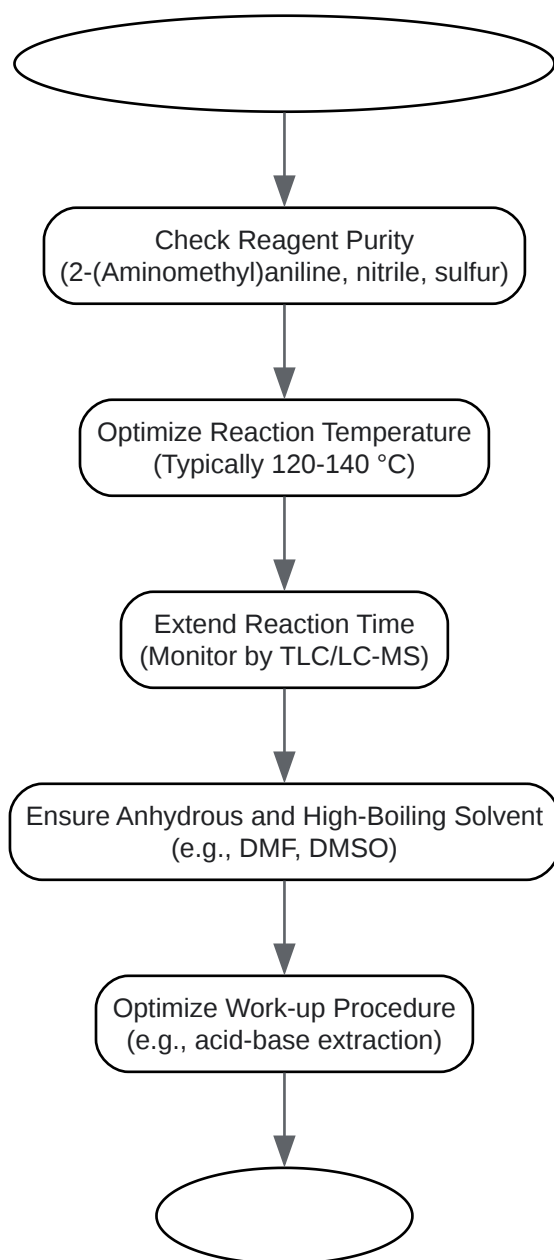 Check Reagent Purity
(2-(Aminomethyl)aniline, nitrile, sulfur)
Optimize Reaction Temperature
(Typically 120-140 °C)
Extend Reaction Time
(Monitor by TLC/LC-MS)
Ensure Anhydrous and High-Boiling Solvent
(e.g., DMF, DMSO)
Optimize Work-up Procedure
(e.g., acid-base extraction)